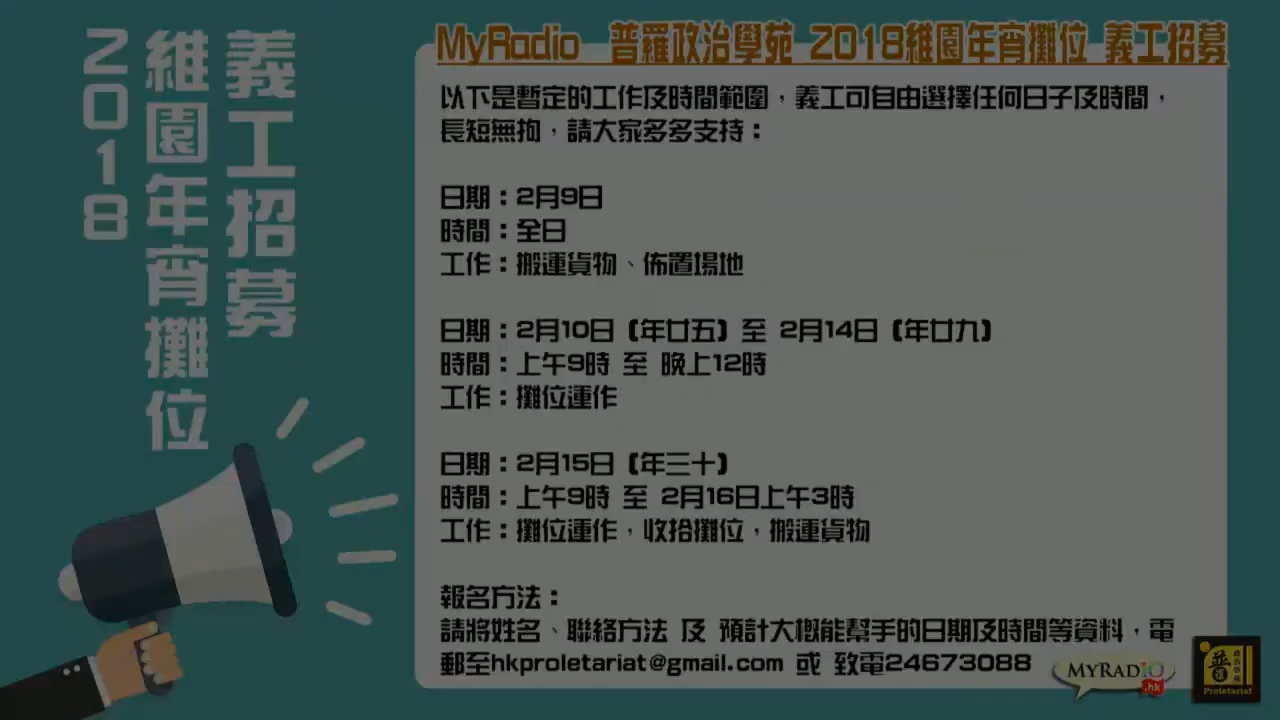 義工招募
維園年宵攤位
2018
MyRadio 普羅政治學苑 2018維園年宵攤位 義工招募
以下是暫定的工作及時間範圍，義工可自由選擇任何日子及時間，
長短無拘，請大家多多支持：
日期：2月9日
時間：全日
工作：搬運貨物、佈置場地
日期：2月10日（年廿五）至 2月14日（年廿九）
時間：上午9時 至 晚上12時
工作：攤位運作
日期：2月15日（年三十）
時間：上午9時 至 2月16日上午3時
工作：攤位運作，收拾攤位，搬運貨物
報名方法：
請將姓名、聯絡方法 及 預計大概能幫手的日期及時間等資料，電
郵至hkproletariat@gmail.com 或 致電24673088
MYRADIO
.hk
普羅
政治學苑
Proletariat